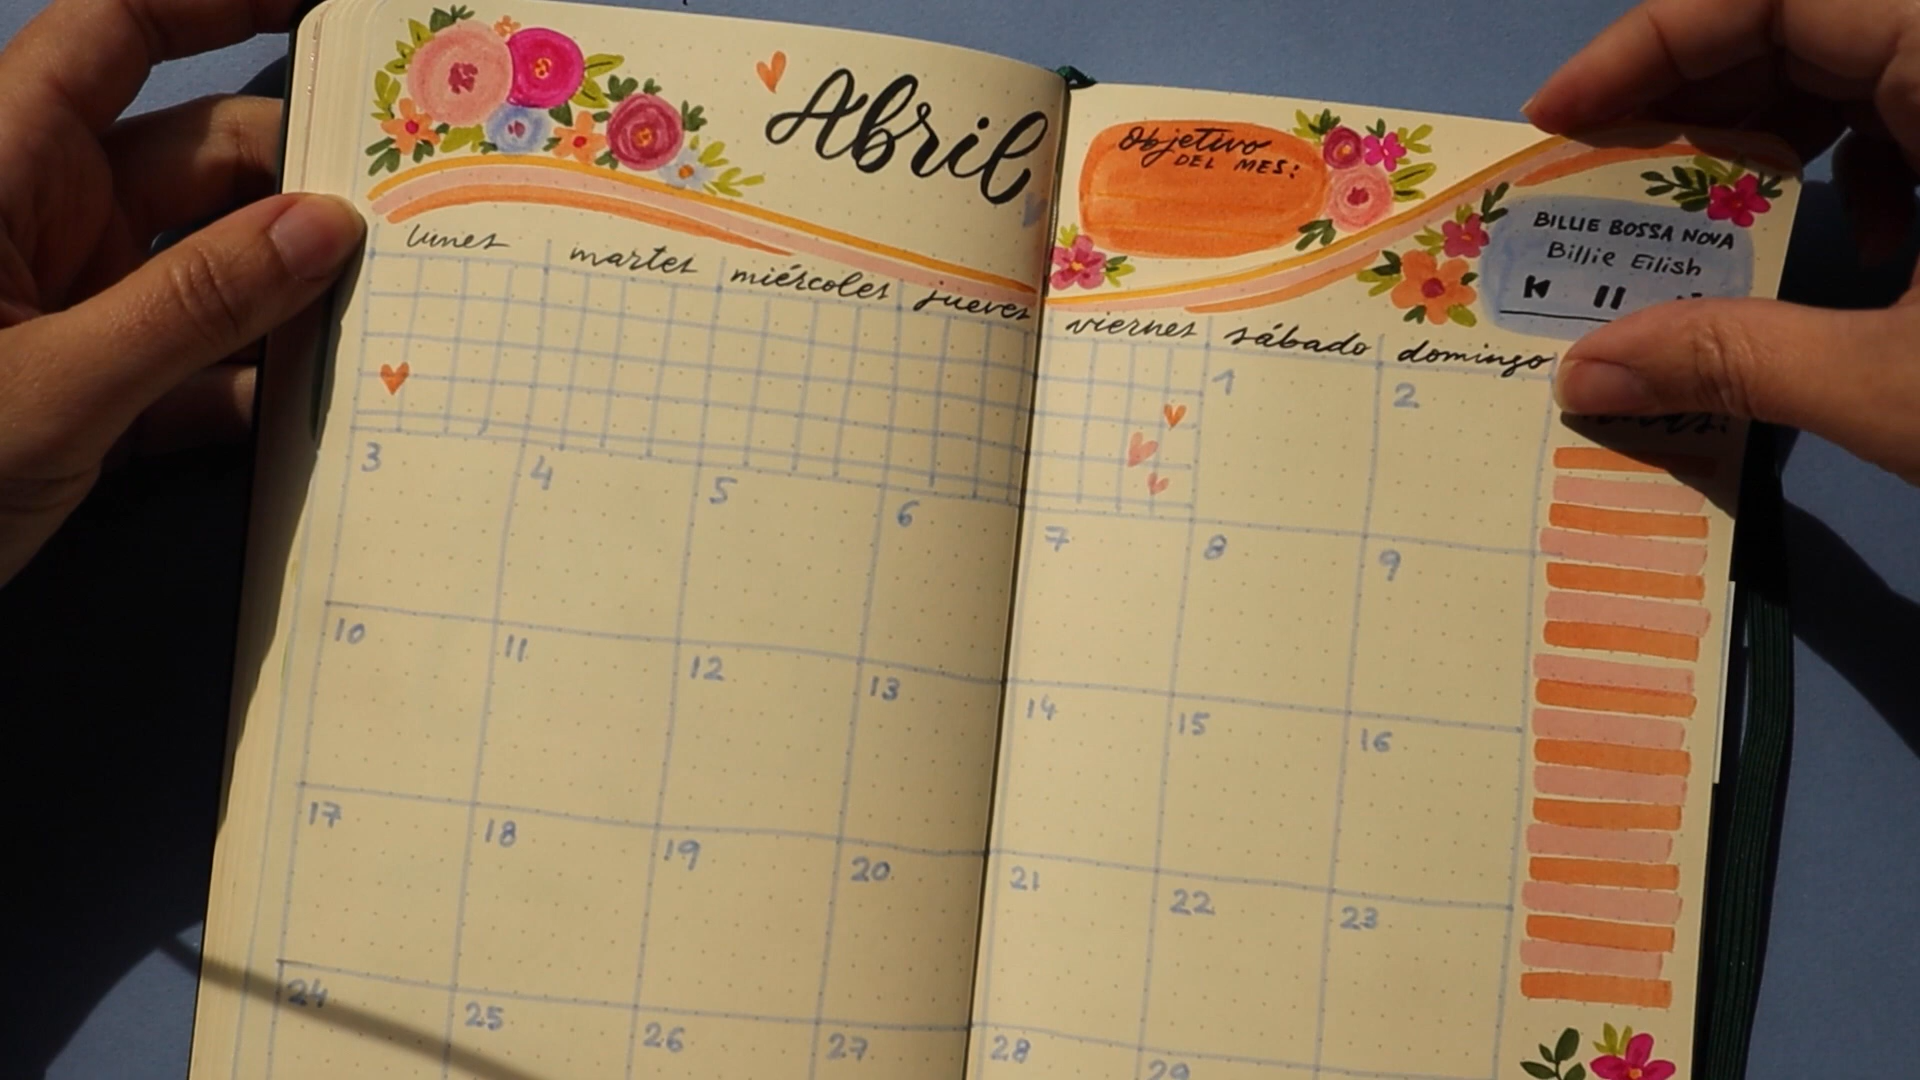 Abril
Objetivo
DEL MES:
BILLIE BOSSA NOVA
Billie Eilish
lunes martes miércoles jueves viernes sábado domingo
1 2
3 4 5 6 7 8 9
10 11 12 13 14 15 16
17 18 19 20 21 22 23
24 25 26 27 28 29